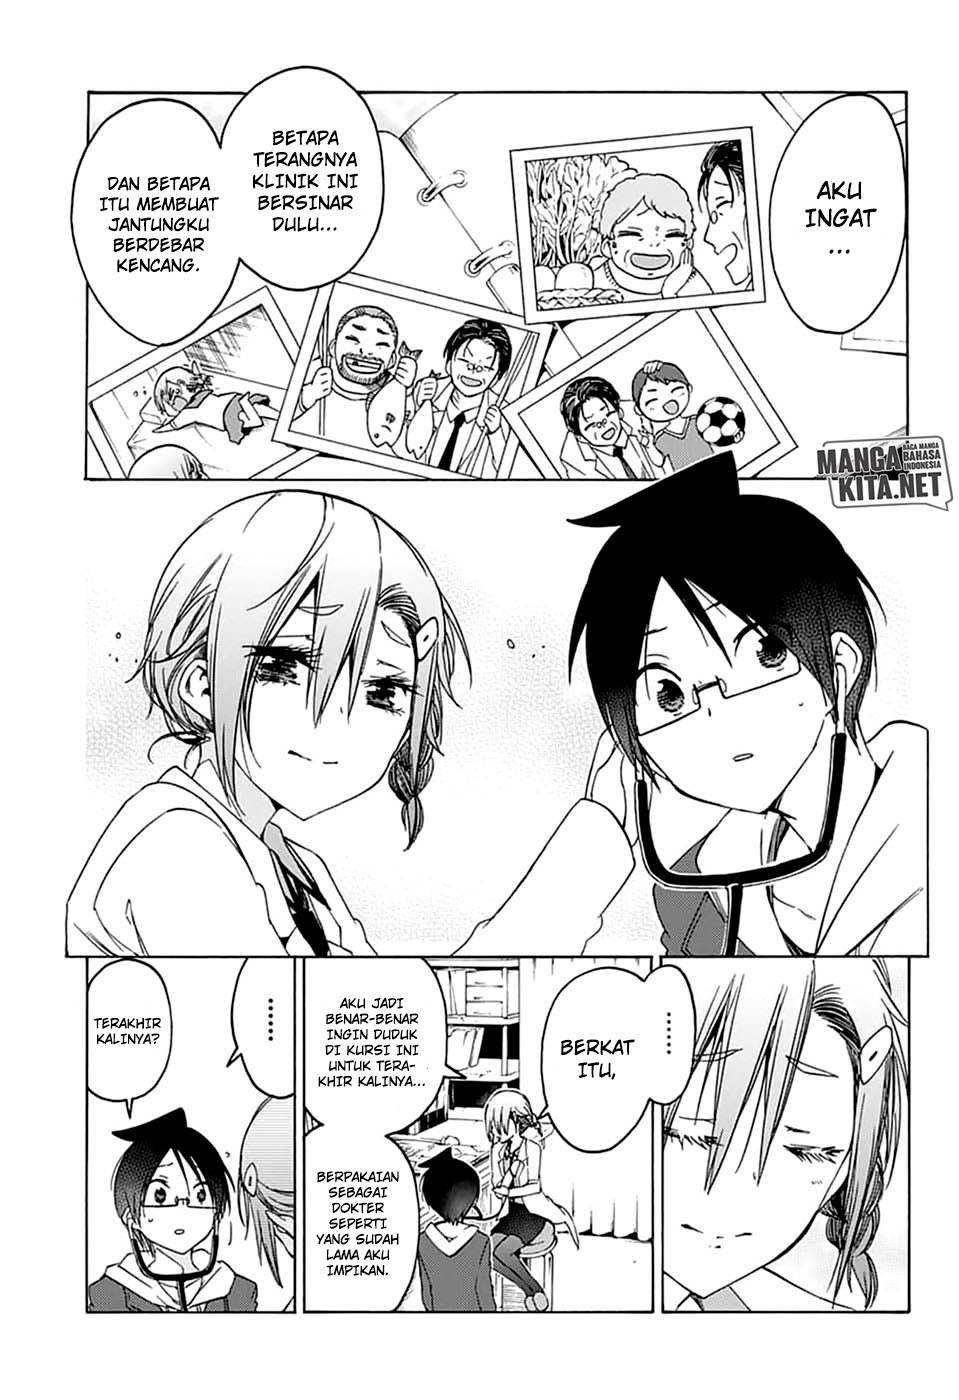 AKU
INGAT
...
BETAPA
TERANGNYA
KLINIK INI
BERSINAR
DULU...
DAN BETAPA
ITU MEMBUAT
JANTUNGKU
BERDEBAR
KENCANG.
MANGA
KITA.NET
BACA MANGA
BAHASA
INDONESIA
......
BERKAT
ITU,
AKU JADI
BENAR-BENAR
INGIN DUDUK
DI KURSI INI
UNTUK TERA-
KHIR KALINYA...
BERPAKAIAN
SEBAGAI
DOKTER
SEPERTI
YANG SUDAH
LAMA AKU
IMPIKAN.
......
TERAKHIR
KALINYA?